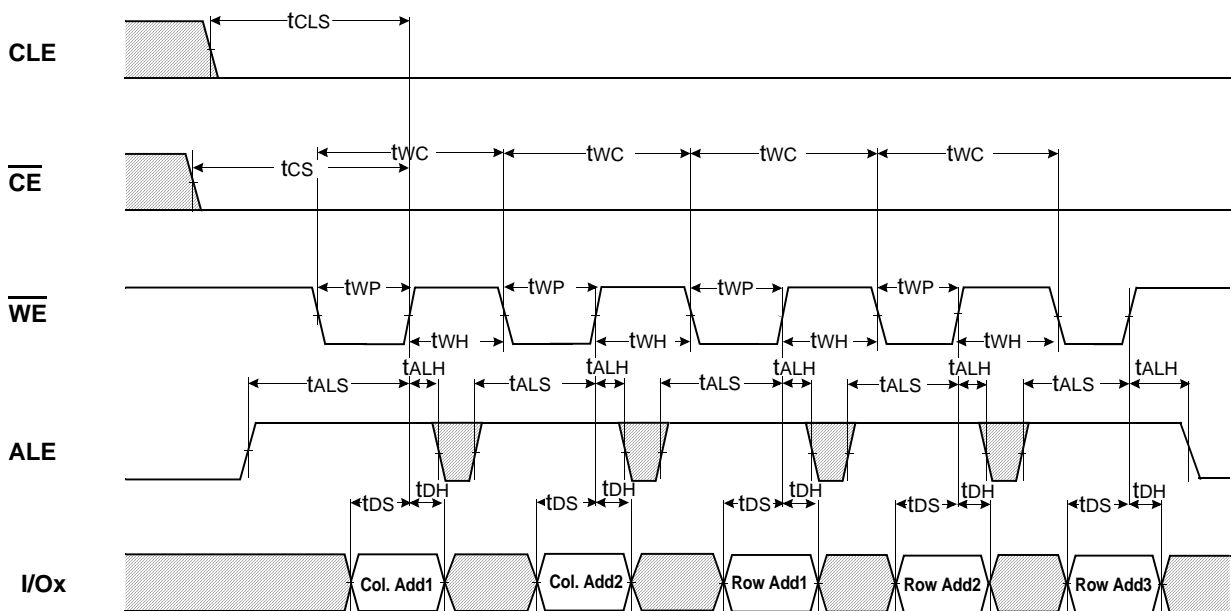 tCLS
CLE
tWC tWC tWC tWC
CE
tCS
WE
tWP tWP tWP tWP
tWH tWH tWH tWH
tALS tALH tALS tALH tALS tALH tALS tALH tALS tALH
ALE
tDS tDH tDS tDH tDS tDH tDS tDH tDS tDH
I/Ox Col. Add1 Col. Add2 Row Add1 Row Add2 Row Add3